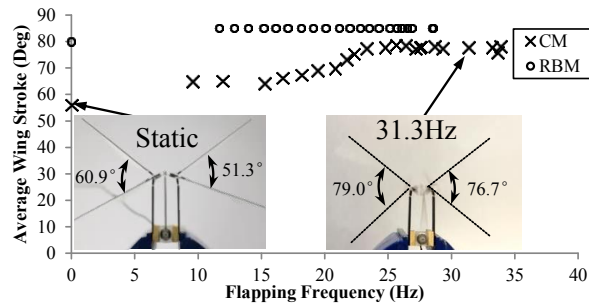 90
80
70
60
50
40
30
20
10
0
Average Wing Stroke (Deg)
CM
RBM
Static
60.9°
51.3°
31.3Hz
79.0°
76.7°
0 5 10 15 20 25 30 35 40
Flapping Frequency (Hz)